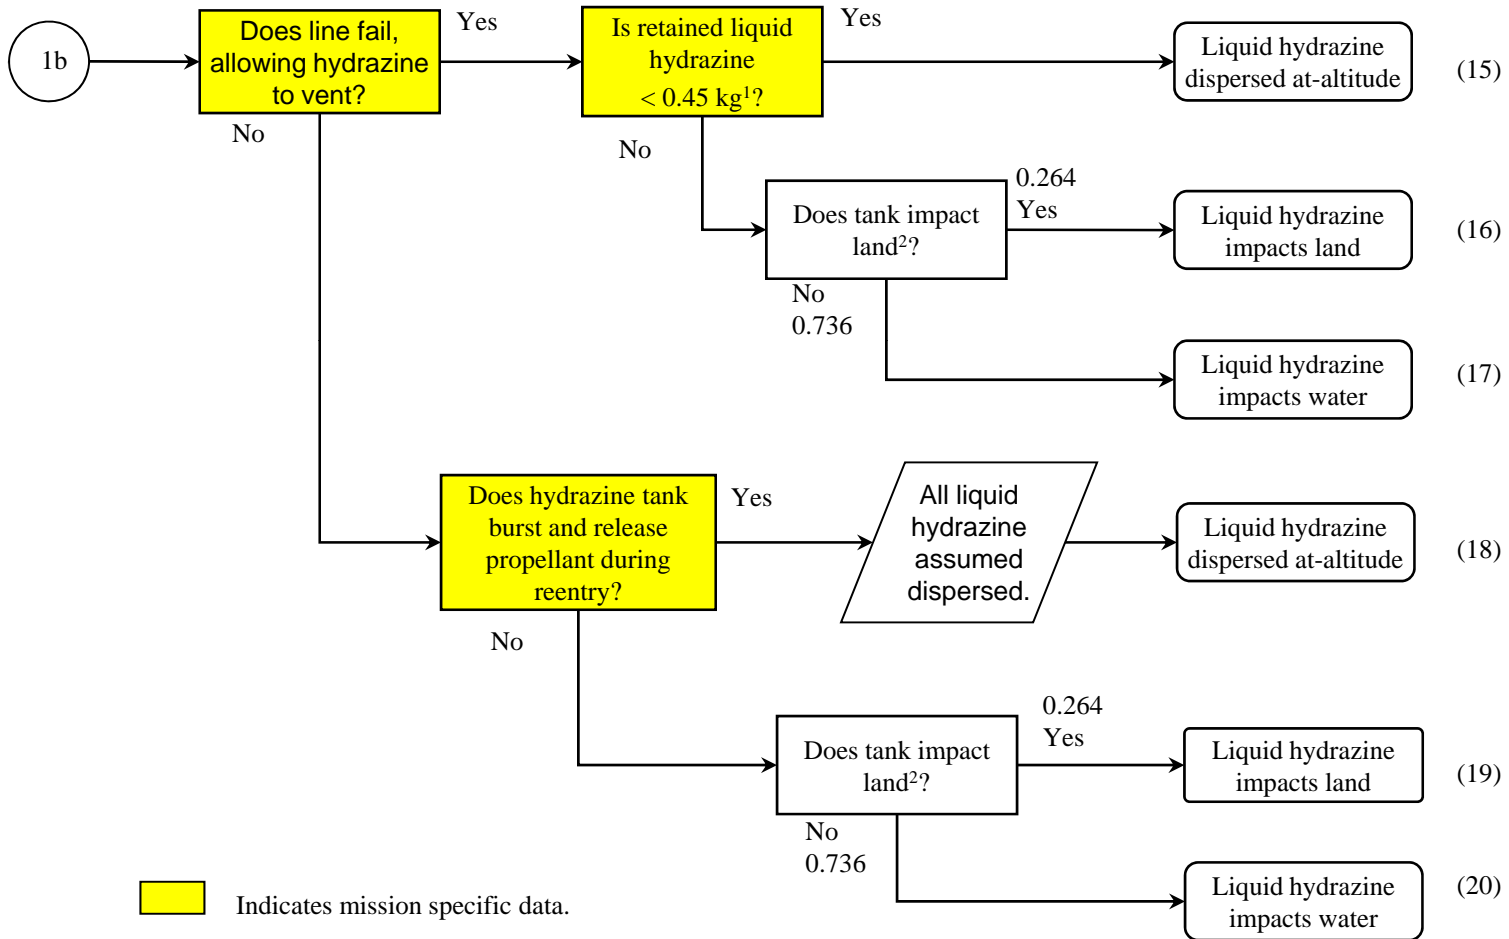 1b
Does line fail,
allowing hydrazine
to vent?
Yes
No
Is retained liquid
hydrazine
< 0.45 kg¹?
Yes
No
Liquid hydrazine
dispersed at-altitude
(15)
Does tank impact
land²?
0.264
Yes
No
0.736
Liquid hydrazine
impacts land
(16)
Liquid hydrazine
impacts water
(17)
Does hydrazine tank
burst and release
propellant during
reentry?
Yes
No
All liquid
hydrazine
assumed
dispersed.
Liquid hydrazine
dispersed at-altitude
(18)
Does tank impact
land²?
0.264
Yes
No
0.736
Liquid hydrazine
impacts land
(19)
Liquid hydrazine
impacts water
(20)
Indicates mission specific data.